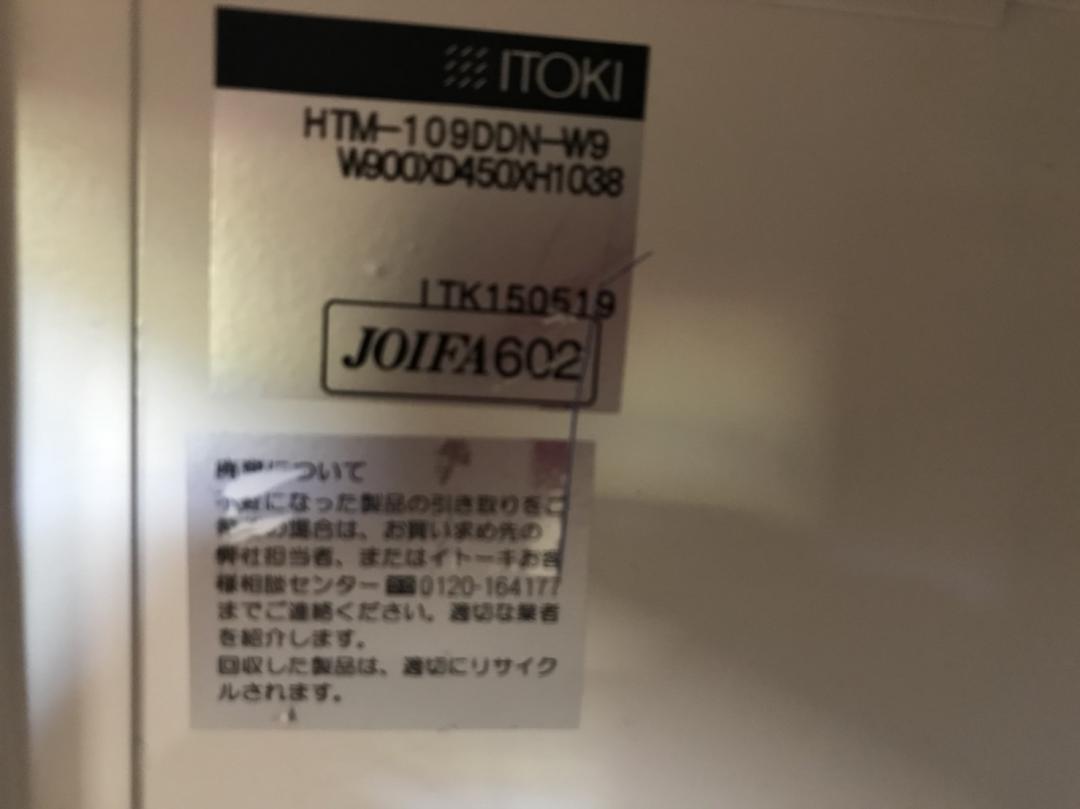 ITOKI
HTM-109DDN-W9
W900XD450XH1038
ITK150519
JOIFA602
廃棄について
不要になった製品の引き取りをご
希望の場合は、お買い求め先の
弊社担当者、またはイトーキお客
様相談センター 0120-164177
までご連絡ください。適切な業者
を紹介します。
回収した製品は、適切にリサイク
ルされます。